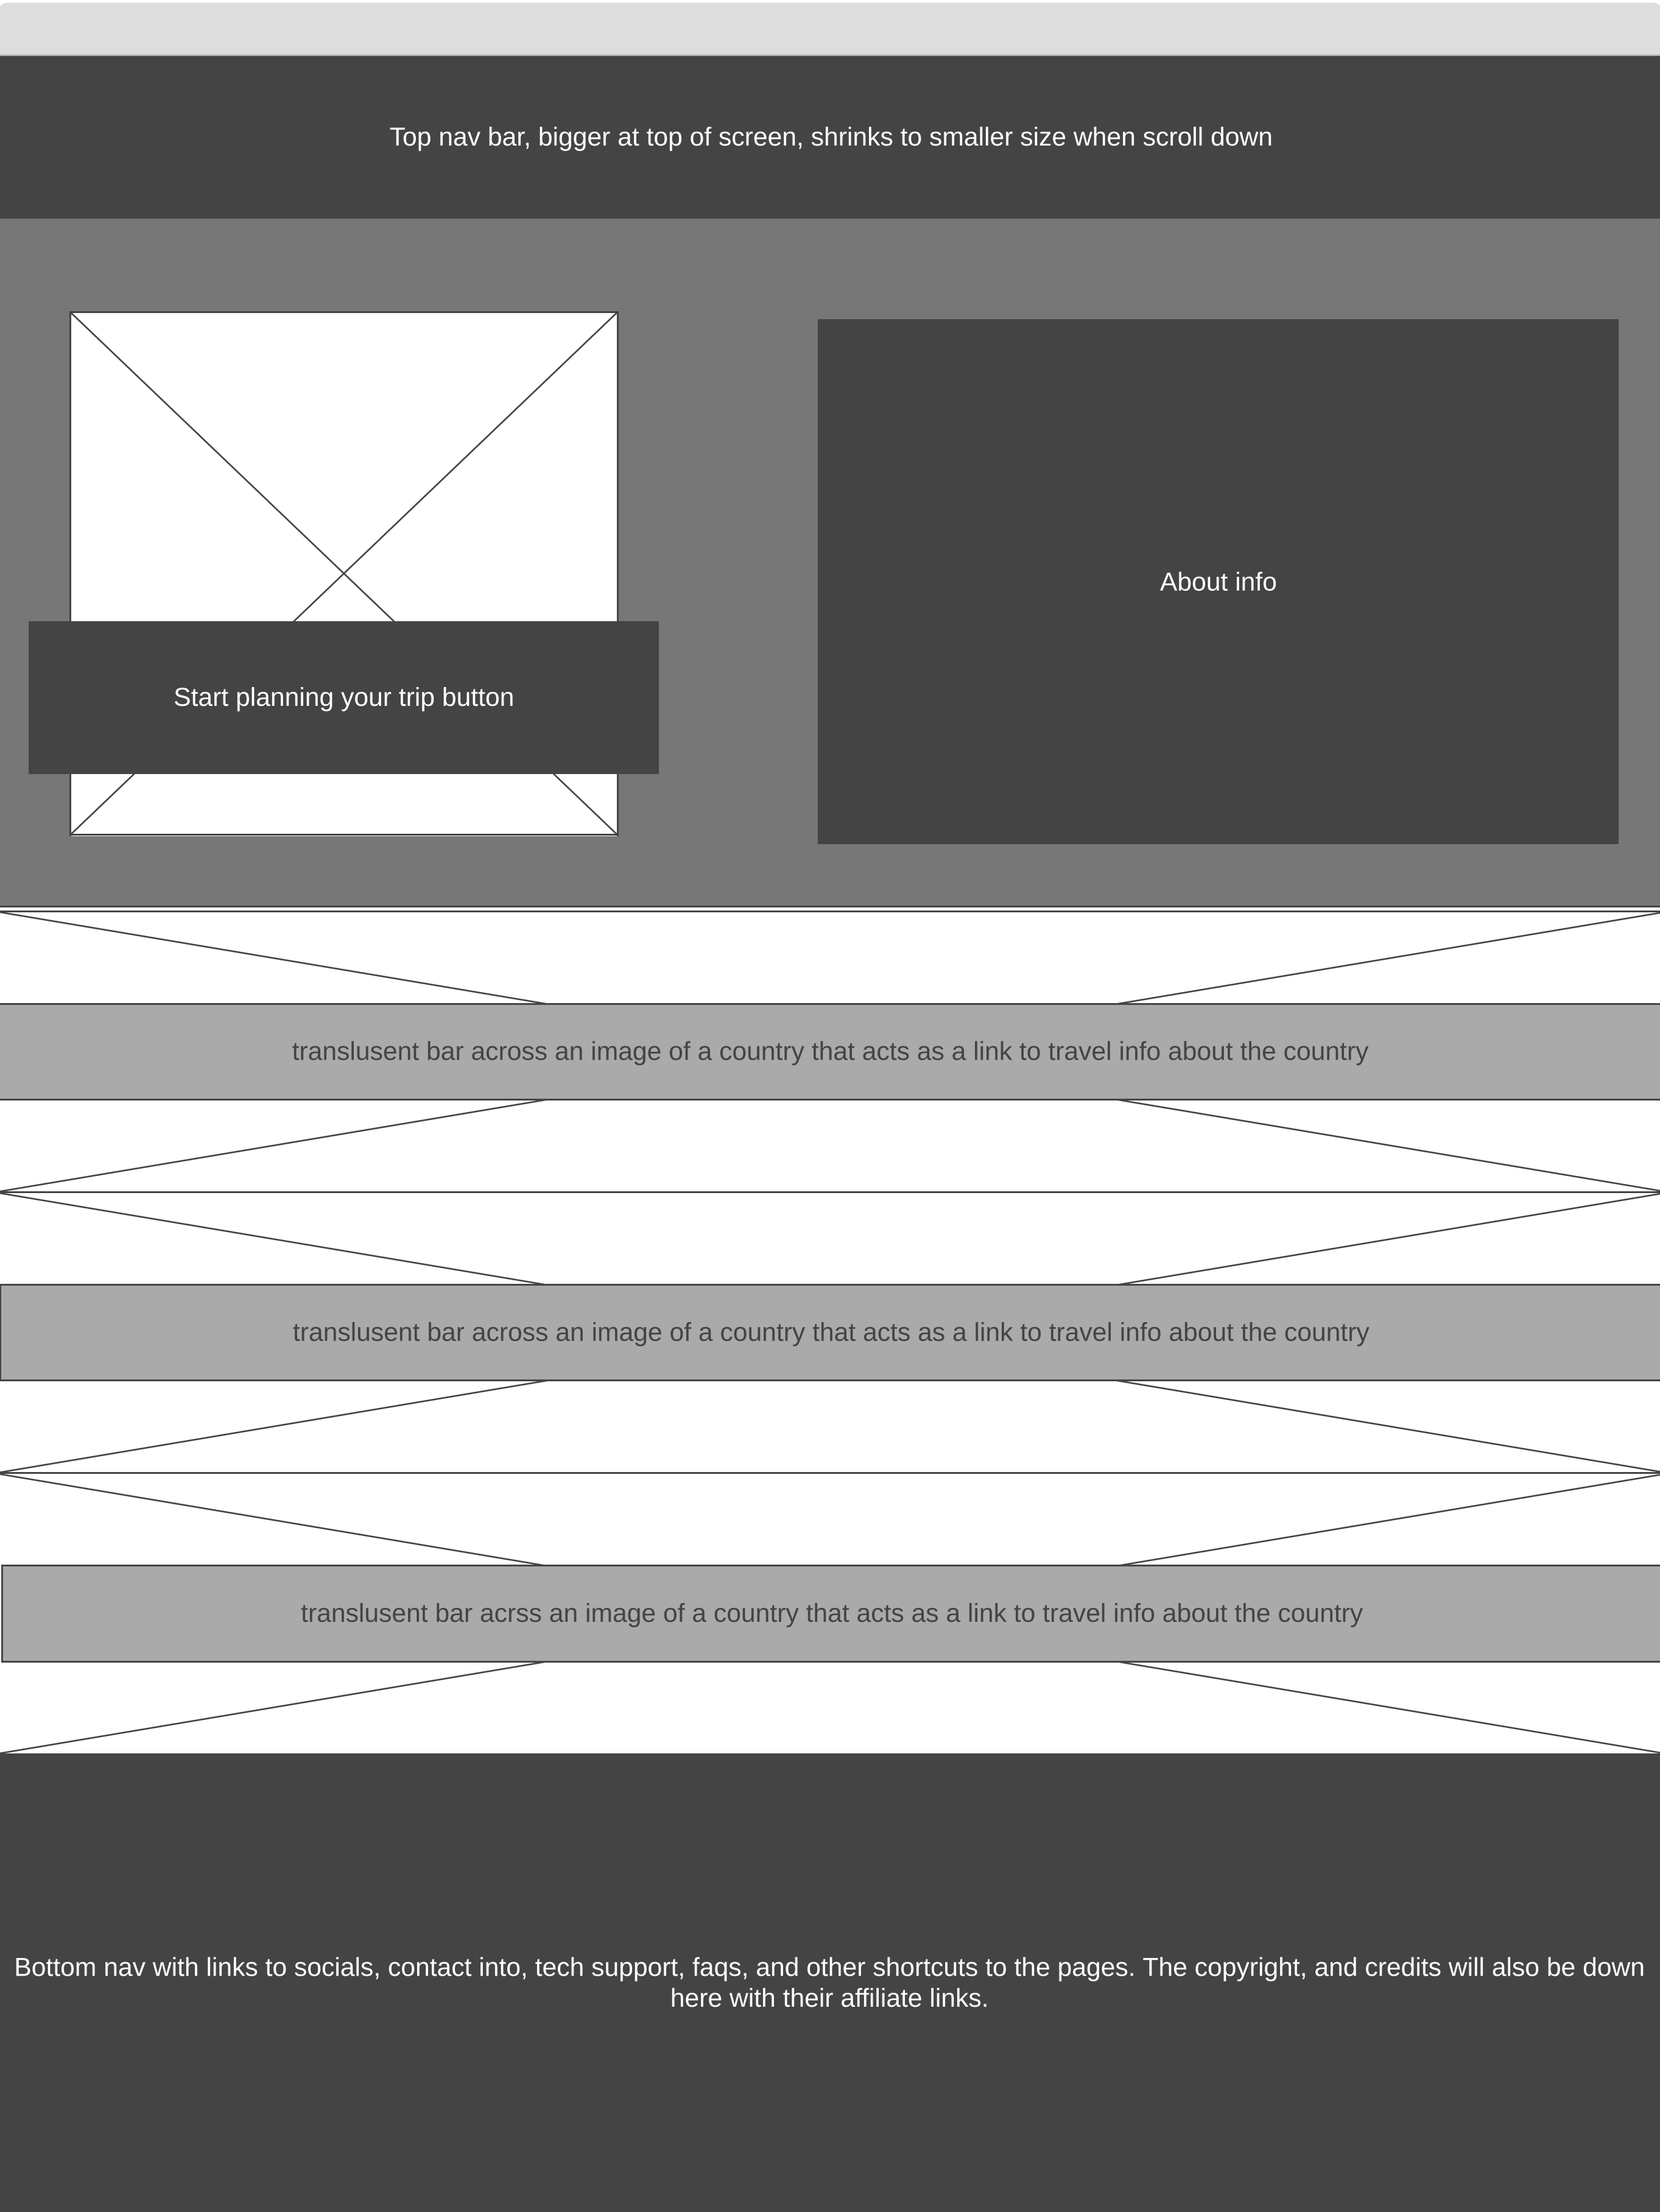 Top nav bar, bigger at top of screen, shrinks to smaller size when scroll down
Start planning your trip button
About info
translusent bar across an image of a country that acts as a link to travel info about the country
translusent bar across an image of a country that acts as a link to travel info about the country
translusent bar acrss an image of a country that acts as a link to travel info about the country
Bottom nav with links to socials, contact into, tech support, faqs, and other shortcuts to the pages. The copyright, and credits will also be down
here with their affiliate links.